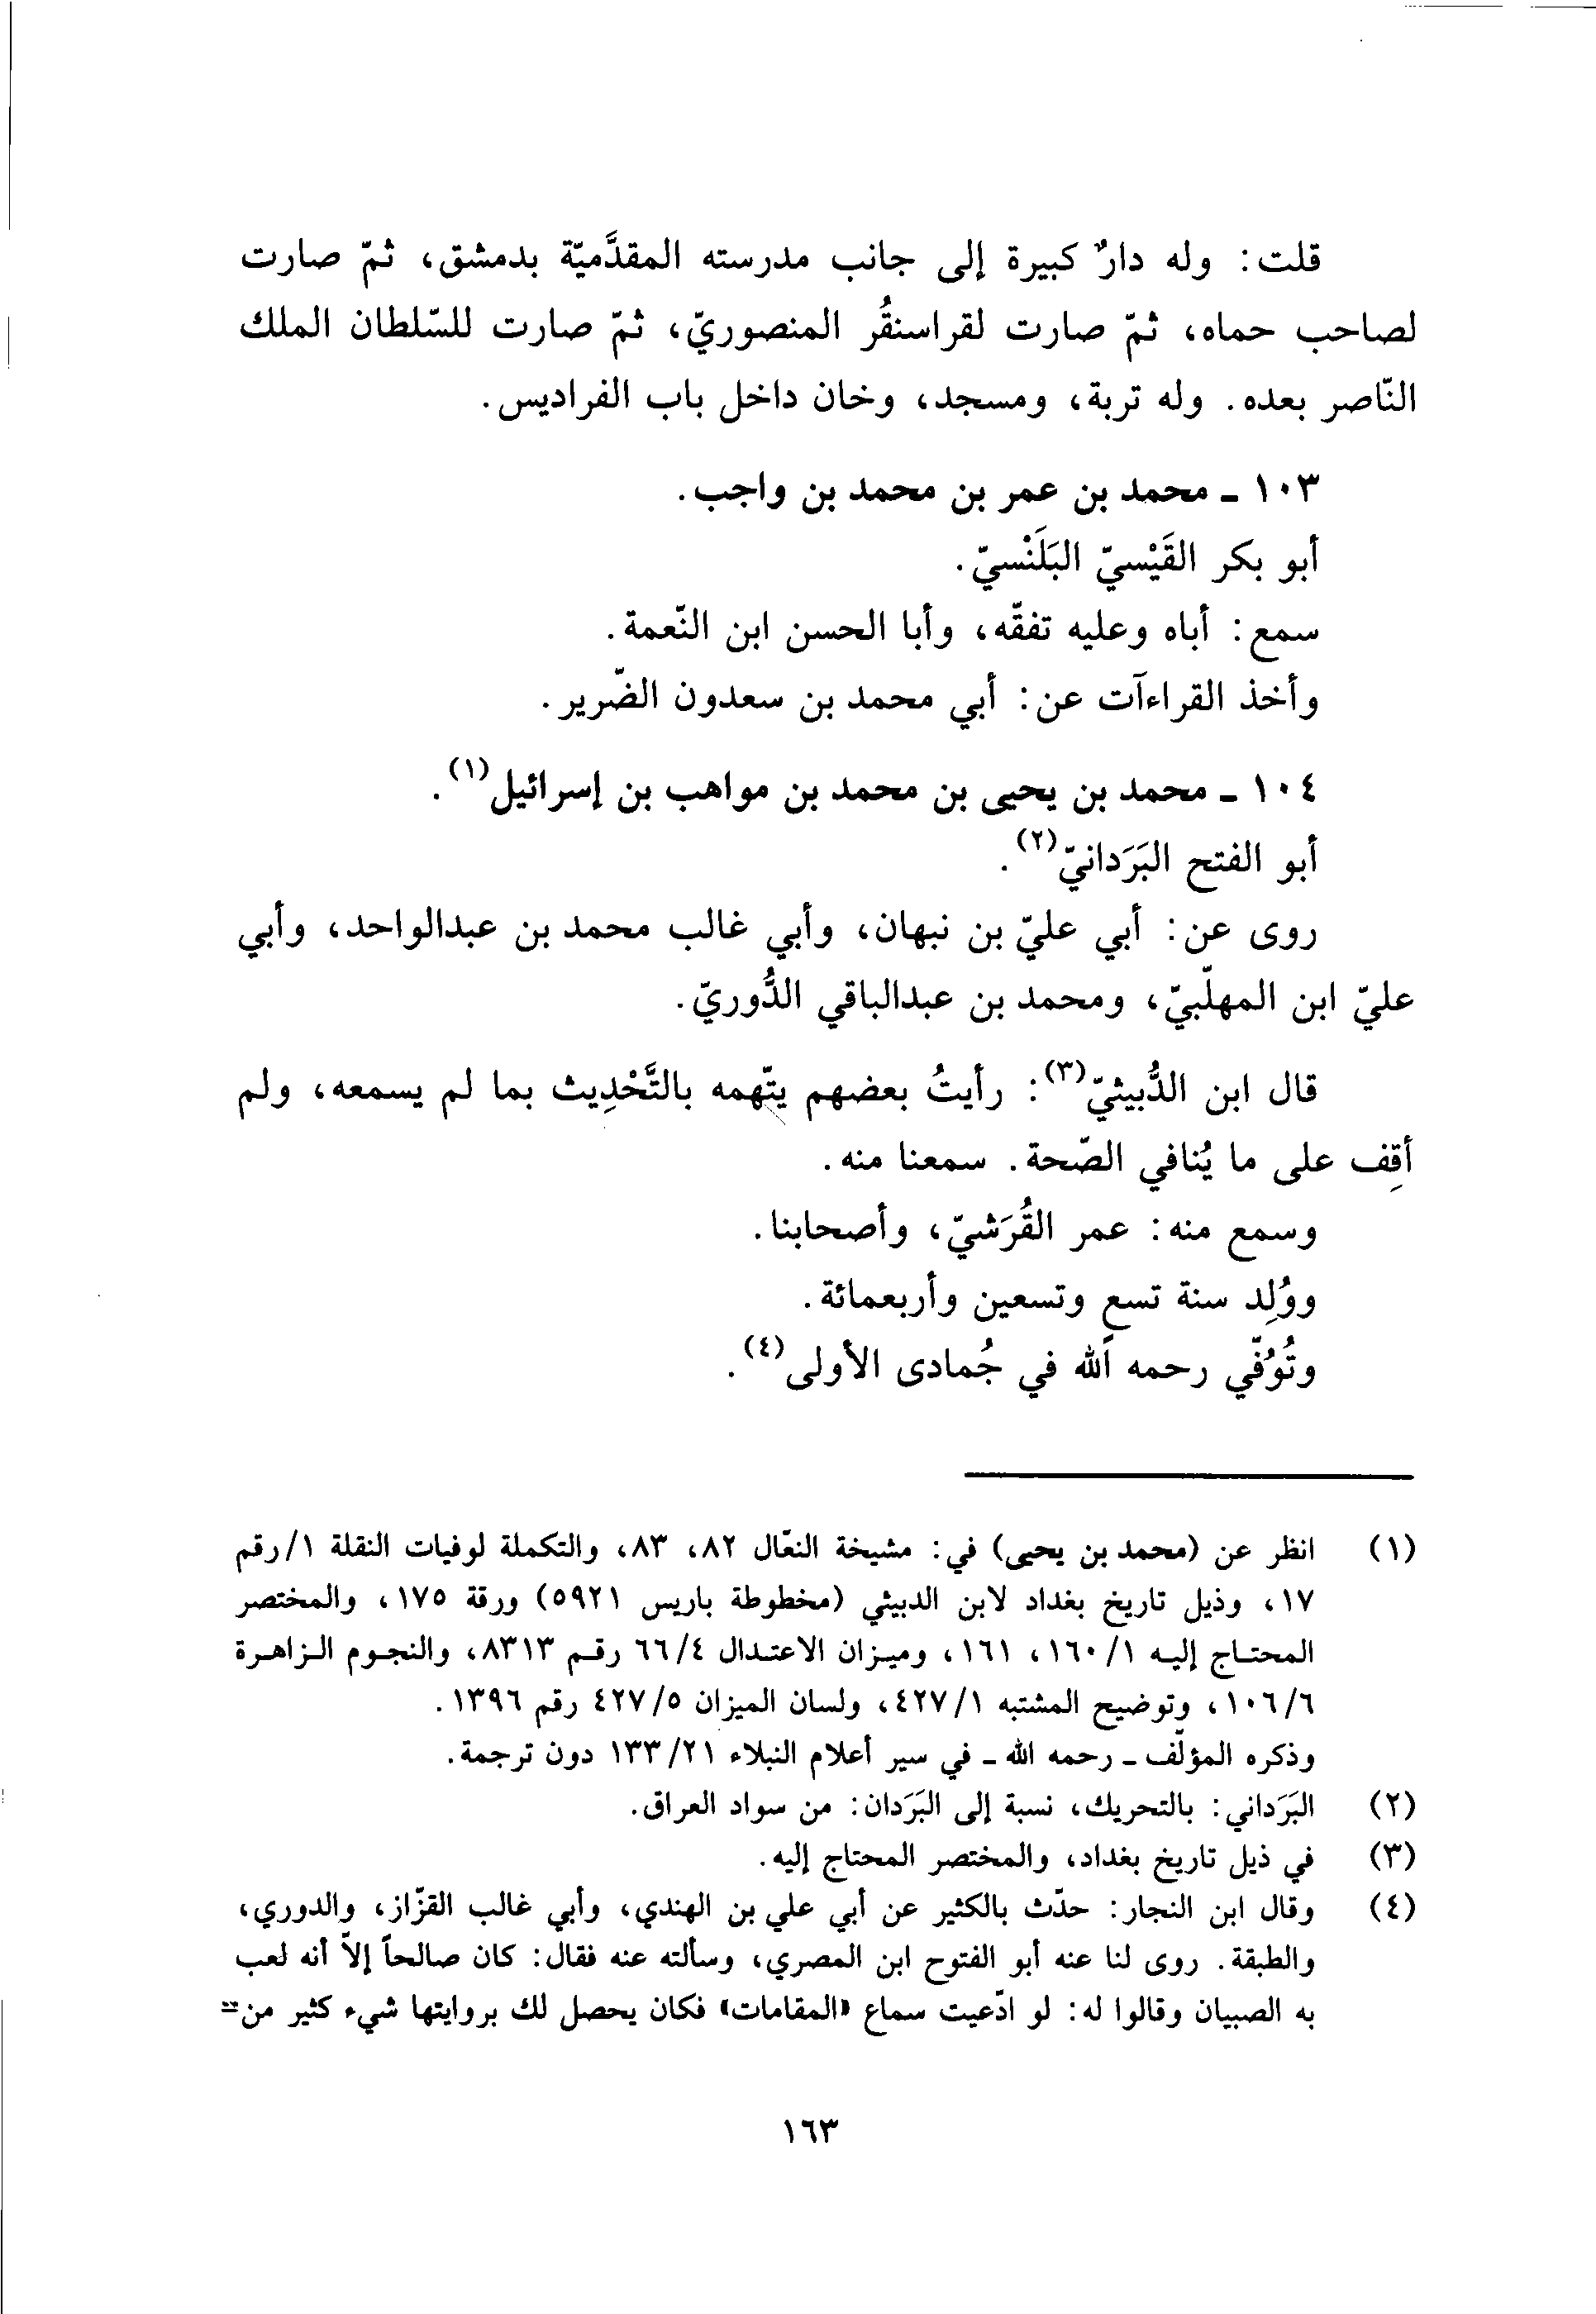 قلت: وله دارٌ كبيرة إلى جانب مدرسته المقدَّميّة بدمشق، ثمّ صارت
لصاحب حماه، ثمّ صارت لقراسنقُر المنصوريّ، ثمّ صارت للسّلطان الملك
النّاصر بعده. وله تربة، ومسجد، وخان داخل باب الفراديس.
١٠٣ ـ محمد بن عمر بن محمد بن واجب.
أبو بكر القَيْسيّ البَلَنْسيّ.
سمع: أباه وعليه تفقّه، وأبا الحسن ابن النّعمة.
وأخذ القراءآت عن: أبي محمد بن سعدون الضّرير.
١٠٤ ـ محمد بن يحيى بن محمد بن مواهب بن إسرائيل(١).
أبو الفتح البَرَدانيّ(٢).
روى عن: أبي عليّ بن نبهان، وأبي غالب محمد بن عبدالواحد، وأبي
عليّ ابن المهلّبيّ، ومحمد بن عبدالباقي الدُّوريّ.
قال ابن الدُّبيثيّ(٣): رأيتُ بعضهم يتّهمه بالتَّحْدِيث بما لم يسمعه، ولم
أقِف على ما يُنافي الصّحة. سمعنا منه.
وسمع منه: عمر القُرَشيّ، وأصحابنا.
ووُلِد سنة تسعٍ وتسعين وأربعمائة.
وتُوُفّي رحمه الله في جُمادى الأولى(٤).
(١) انظر عن (محمد بن يحيى) في: مشيخة النعّال ٨٢، ٨٣، والتكملة لوفيات النقلة ١/رقم
١٧، وذيل تاريخ بغداد لابن الدبيثي (مخطوطة باريس ٥٩٢١) ورقة ١٧٥، والمختصر
المحتاج إليه ١/١٦٠، ١٦١، وميزان الاعتدال ٤/٦٦ رقم ٨٣١٣، والنجوم الزاهرة
٦/١٠٦، وتوضيح المشتبه ١/٤٢٧، ولسان الميزان ٥/٤٢٧ رقم ١٣٩٦.
وذكره المؤلّف ـ رحمه الله ـ في سير أعلام النبلاء ٢١/١٣٣ دون ترجمة.
(٢) البَرَداني: بالتحريك، نسبة إلى البَرَدان: من سواد العراق.
(٣) في ذيل تاريخ بغداد، والمختصر المحتاج إليه.
(٤) وقال ابن النجار: حدّث بالكثير عن أبي علي بن الهندي، وأبي غالب القزّاز، والدوري،
والطبقة. روى لنا عنه أبو الفتوح ابن المصري، وسألته عنه فقال: كان صالحاً إلاّ أنه لعب
به الصبيان وقالوا له: لو ادّعيت سماع «المقامات» فكان يحصل لك بروايتها شيء كثير من=
١٦٣